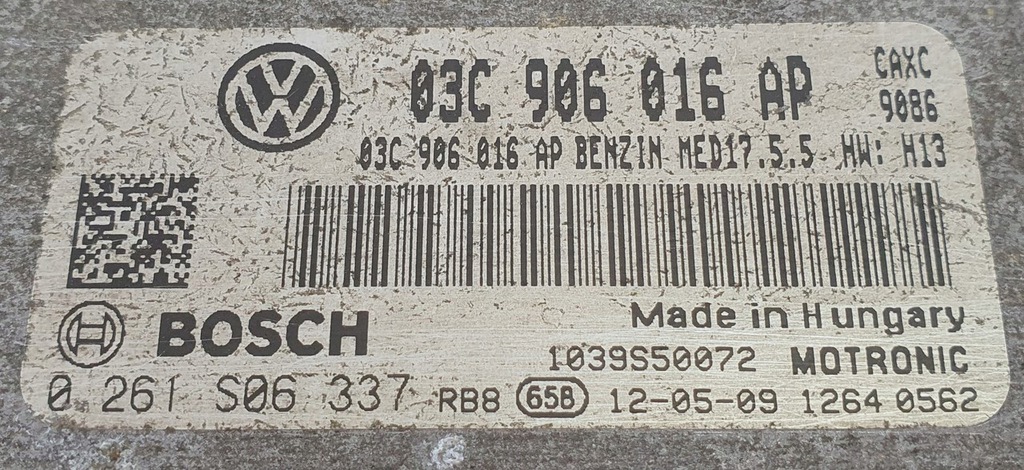 03C 906 016 AP CAXC
9086
03C 906 016 AP BENZIN MED17.5.5 HW: H13
BOSCH Made in Hungary
1039S50072 MOTRONIC
0 261 S06 337 RB8 658 12-05-09 1264 0562